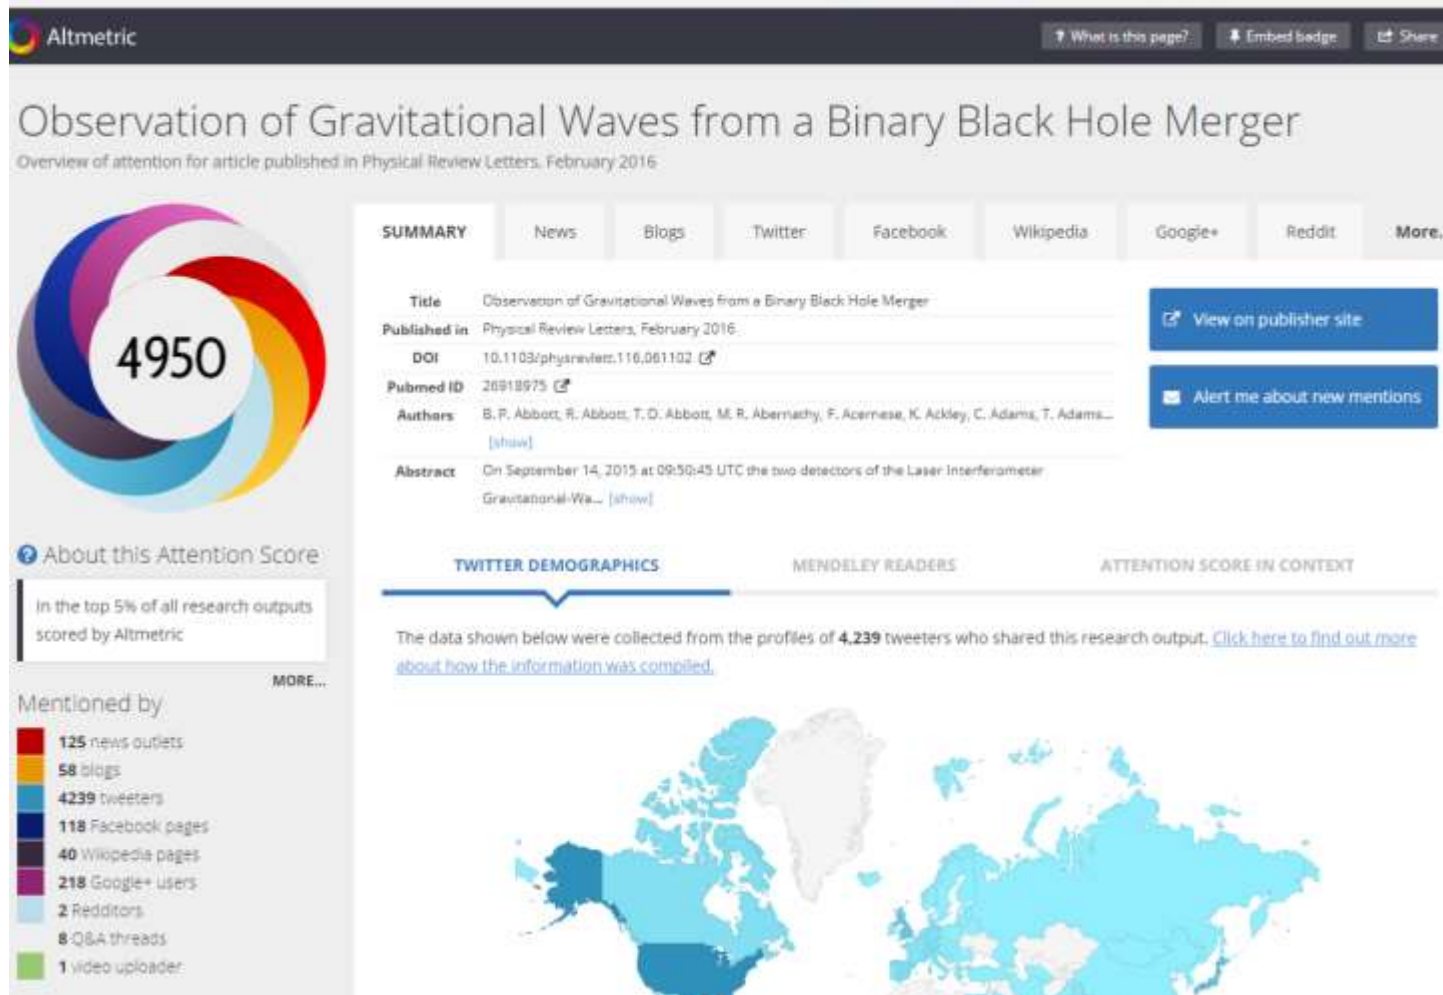 Altmetric
? What is this page?
Embed badge
Share
Observation of Gravitational Waves from a Binary Black Hole Merger
Overview of attention for article published in Physical Review Letters, February 2016
4950
SUMMARY
News
Blogs
Twitter
Facebook
Wikipedia
Google+
Reddit
More.
Title Observation of Gravitational Waves from a Binary Black Hole Merger
Published in Physical Review Letters, February 2016
DOI 10.1103/physrevlett.116.061102
Pubmed ID 26918975
Authors B. P. Abbott, R. Abbott, T. D. Abbott, M. R. Abernathy, F. Acernese, K. Ackley, C. Adams, T. Adams...
[show]
Abstract On September 14, 2015 at 09:50:45 UTC the two detectors of the Laser Interferometer
Gravitational-Wa... [show]
View on publisher site
Alert me about new mentions
? About this Attention Score
In the top 5% of all research outputs
scored by Altmetric
MORE...
Mentioned by
125 news outlets
58 blogs
4239 tweeters
118 Facebook pages
40 Wikipedia pages
218 Google+ users
2 Redditors
8 Q&A threads
1 video uploader
TWITTER DEMOGRAPHICS
MENDELEY READERS
ATTENTION SCORE IN CONTEXT
The data shown below were collected from the profiles of 4,239 tweeters who shared this research output. Click here to find out more
about how the information was compiled.